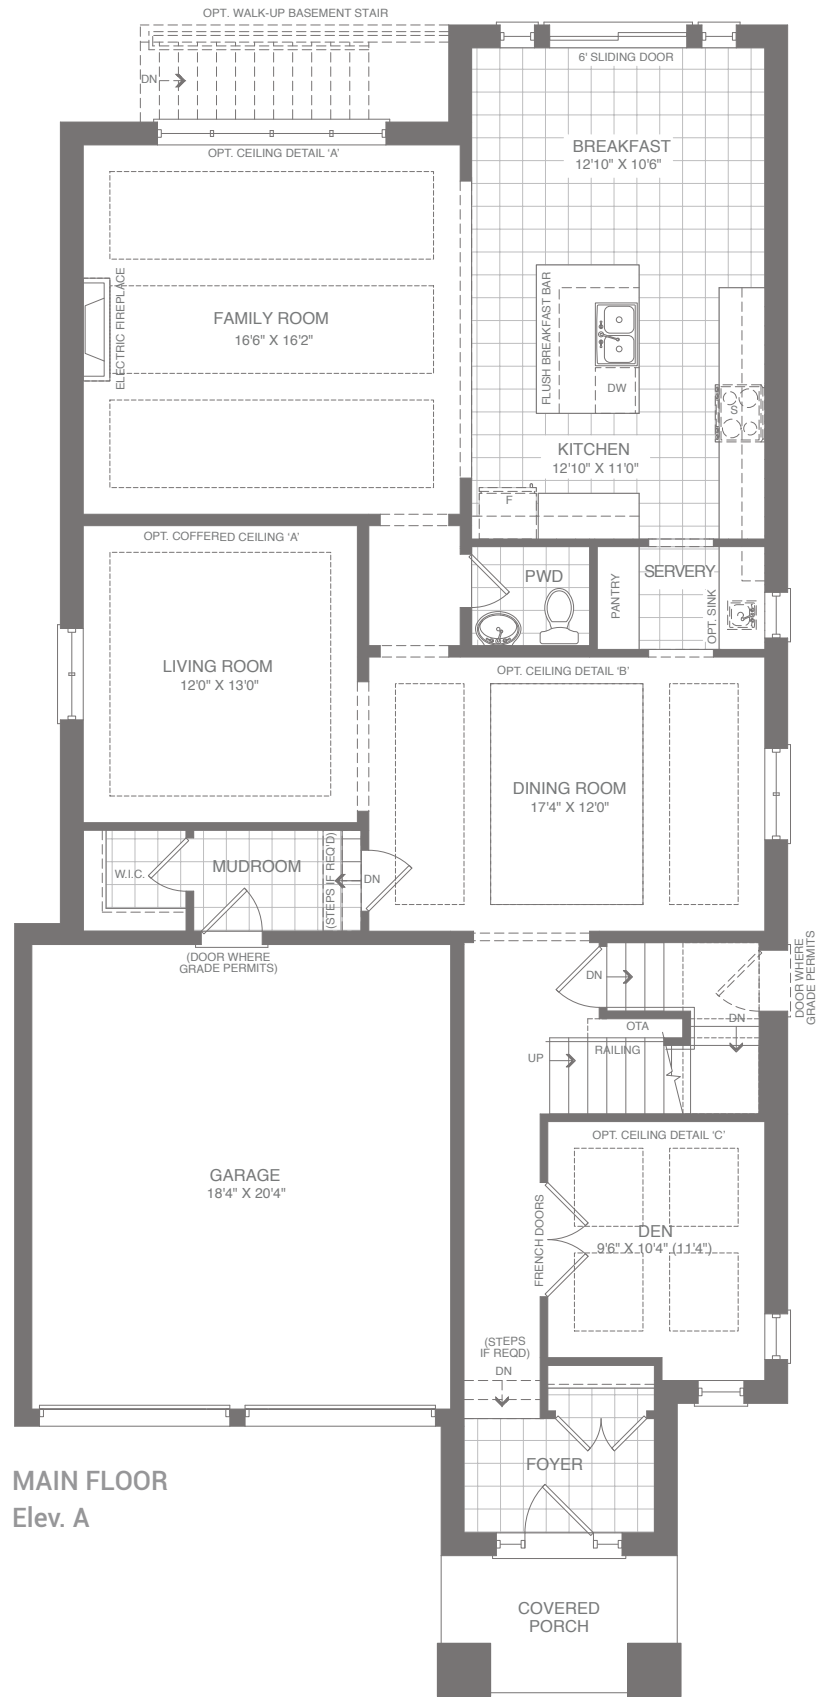 OPT. WALK-UP BASEMENT STAIR
DN
6' SLIDING DOOR
OPT. CEILING DETAIL 'A'
BREAKFAST
12'10" X 10'6"
ELECTRIC FIREPLACE
FAMILY ROOM
16'6" X 16'2"
FLUSH BREAKFAST BAR
DW
S
KITCHEN
12'10" X 11'0"
F
OPT. COFFERED CEILING 'A'
PWD
PANTRY
SERVERY
OPT. SINK
LIVING ROOM
12'0" X 13'0"
OPT. CEILING DETAIL 'B'
DINING ROOM
17'4" X 12'0"
W.I.C.
MUDROOM
(STEPS IF REQ'D)
DN
(DOOR WHERE
GRADE PERMITS)
DN
DOOR WHERE
GRADE PERMITS
OTA
DN
RAILING
UP
OPT. CEILING DETAIL 'C'
GARAGE
18'4" X 20'4"
FRENCH DOORS
DEN
9'6" X 10'4" (11'4")
(STEPS
IF REQD)
DN
FOYER
MAIN FLOOR
Elev. A
COVERED
PORCH